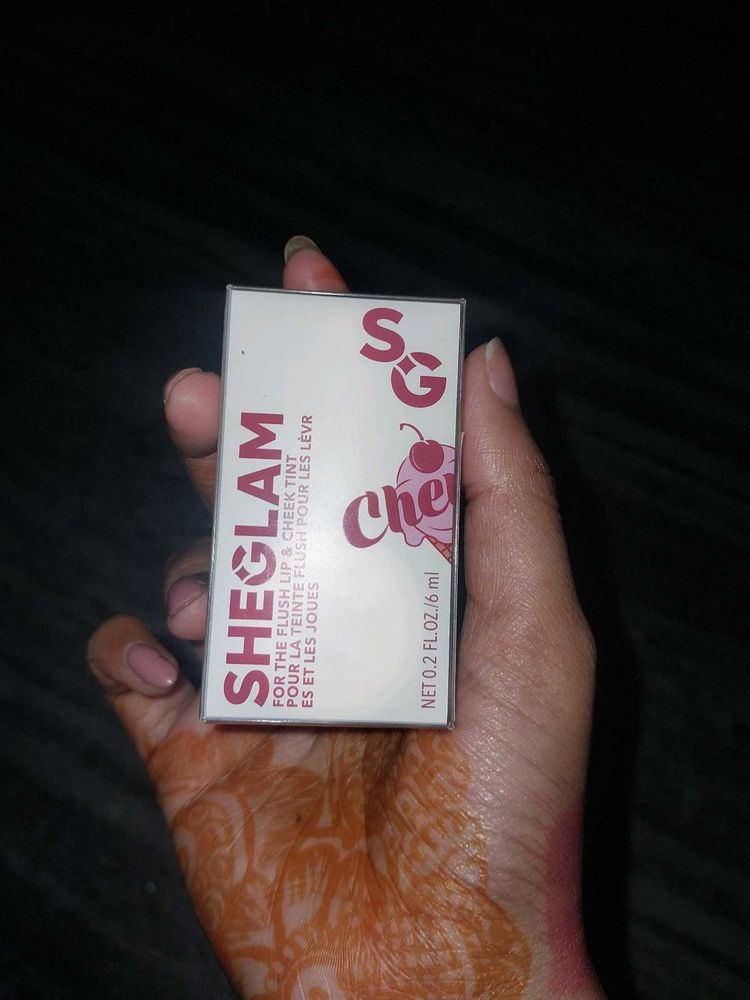 SG
SHEGLAM
FOR THE FLUSH LIP & CHEEK TINT
POUR LA TEINTE FLUSH POUR LES LÈVR
ES ET LES JOUES
Cher
NET 0.2 FL.OZ./6 ml